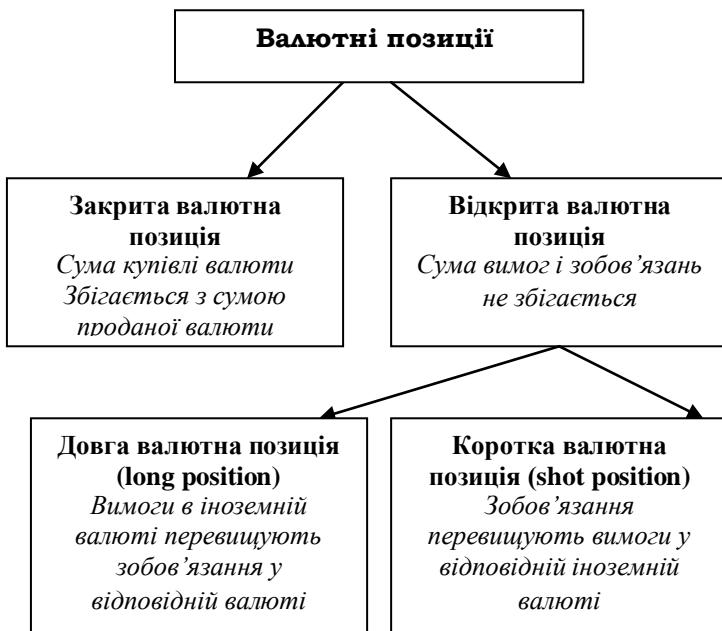 Валютні позиції
Закрита валютна
позиція
Сума купівлі валюти
Збігається з сумою
проданої валюти
Відкрита валютна
позиція
Сума вимог і зобов’язань
не збігається
Довга валютна позиція
(long position)
Вимоги в іноземній
валюті перевищують
зобов’язання у
відповідній валюті
Коротка валютна
позиція (shot position)
Зобов’язання
перевищують вимоги у
відповідній іноземній
валюті